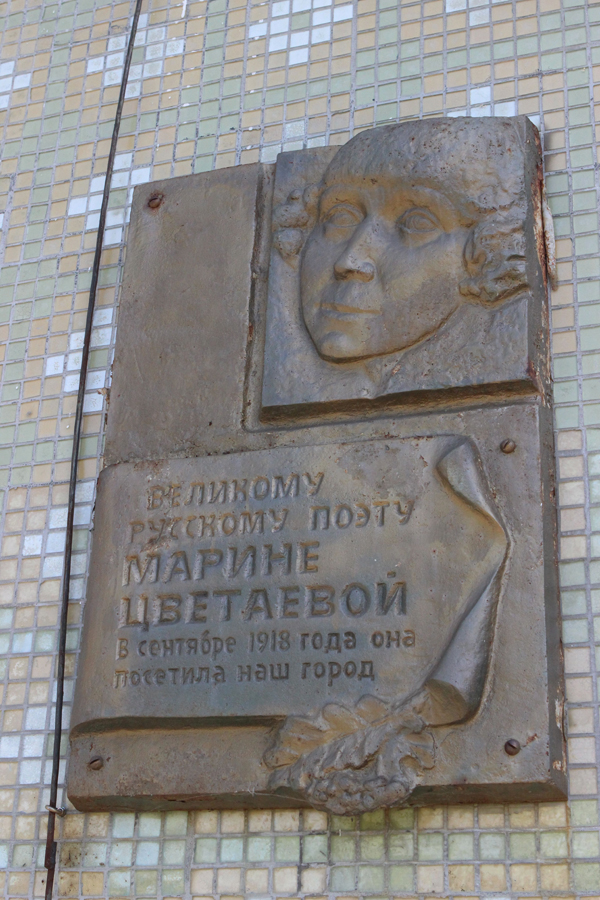 ВЕЛИКОМУ
РУССКОМУ ПОЭТУ
МАРИНЕ
ЦВЕТАЕВОЙ
В сентябре 1918 года она
посетила наш город